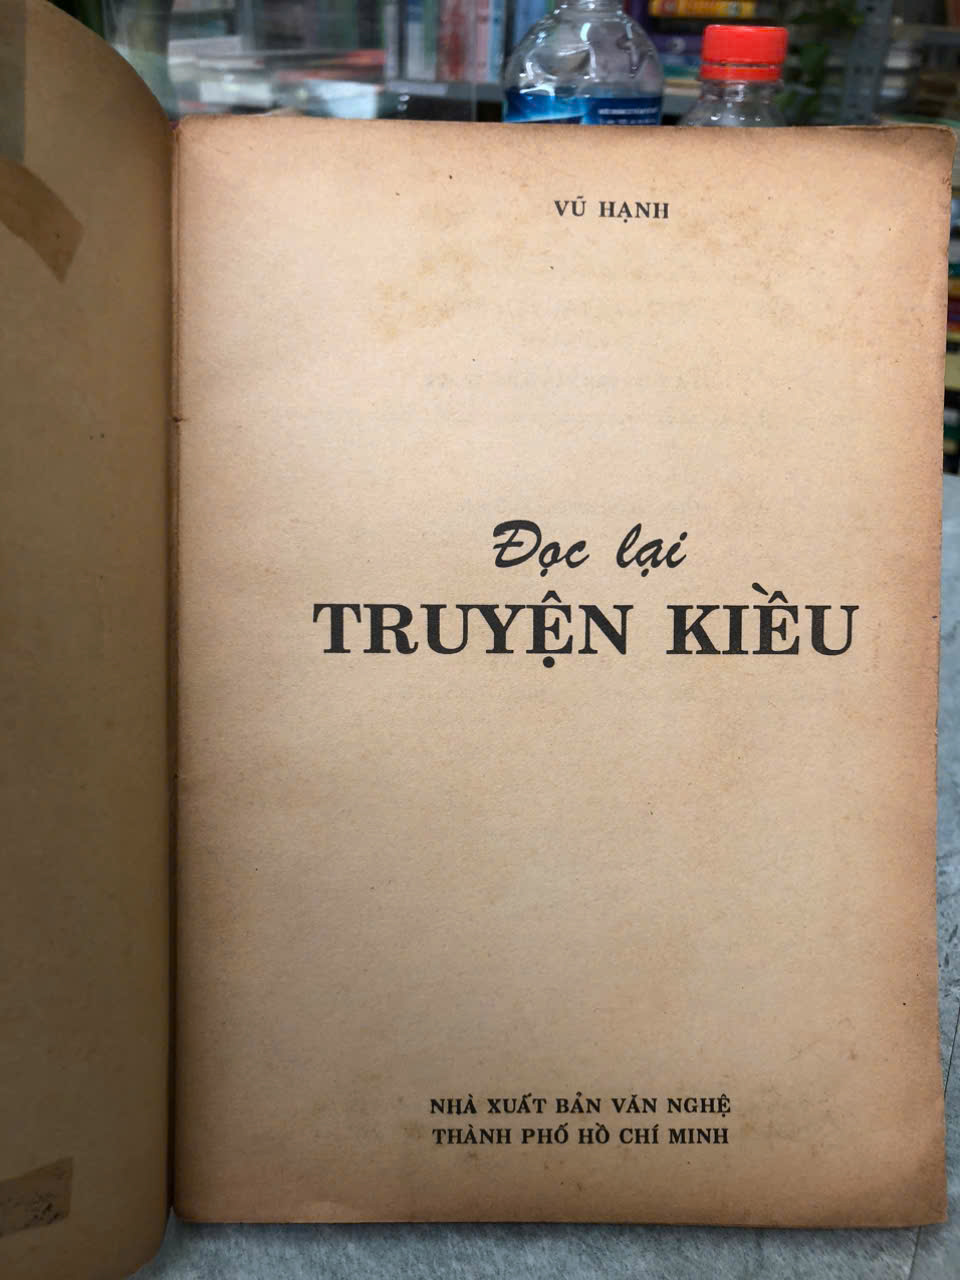 VŨ HẠNH
Đọc lại
TRUYỆN KIỀU
NHÀ XUẤT BẢN VĂN NGHỆ
THÀNH PHỐ HỒ CHÍ MINH